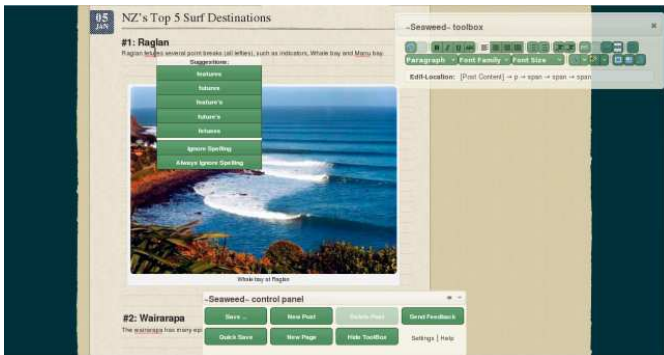 05
JAN
NZ's Top 5 Surf Destinations
#1: Raglan
Raglan fetures several point breaks (all lefties), such as indicators, Whale bay and Manu bay.
Suggestions:
features
futures
feature's
future's
fetures
Ignore Spelling
Always Ignore Spelling
Whale bay at Raglan
#2: Wairarapa
The wairarapa has many
~Seaweed~ toolbox
B I U abc
Paragraph Font Family Font Size
Edit-Location: [Post Content] → p → span → span → span
~Seaweed~ control panel
Save ... New Post Delete Post Send Feedback
Quick Save New Page Hide ToolBox Settings | Help